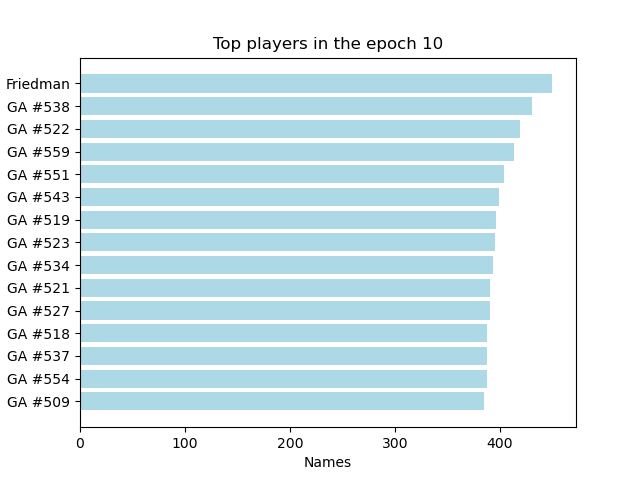 Top players in the epoch 10
Friedman
GA #538
GA #522
GA #559
GA #551
GA #543
GA #519
GA #523
GA #534
GA #521
GA #527
GA #518
GA #537
GA #554
GA #509
0 100 200 300 400
Names